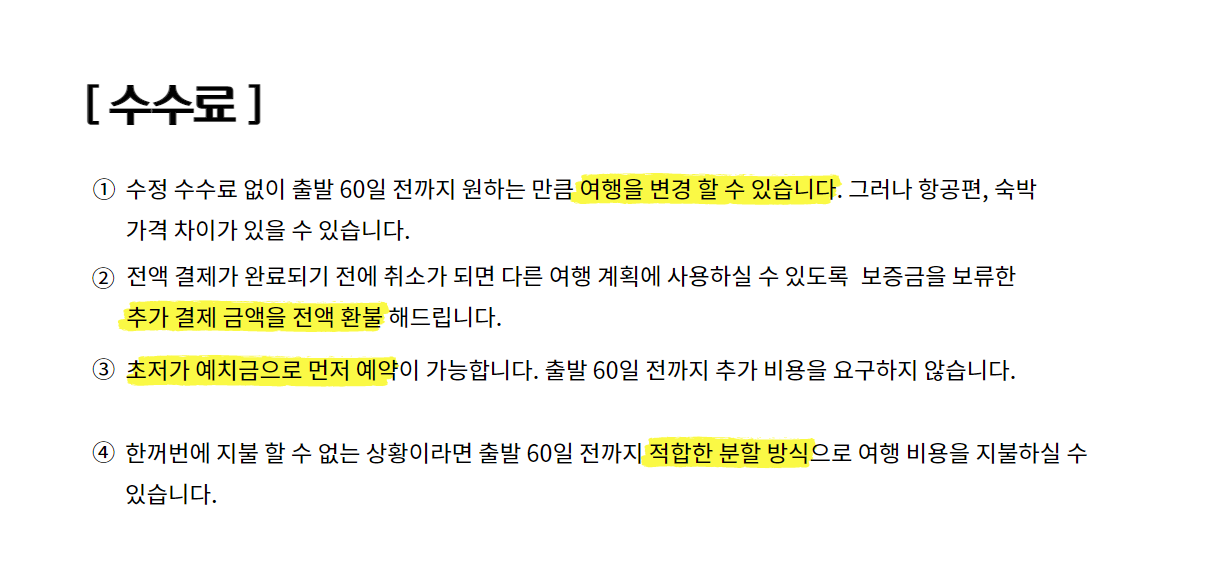 [ 수수료 ]
① 수정 수수료 없이 출발 60일 전까지 원하는 만큼 여행을 변경 할 수 있습니다. 그러나 항공편, 숙박
가격 차이가 있을 수 있습니다.
② 전액 결제가 완료되기 전에 취소가 되면 다른 여행 계획에 사용하실 수 있도록 보증금을 보류한
추가 결제 금액을 전액 환불 해드립니다.
③ 초저가 예치금으로 먼저 예약이 가능합니다. 출발 60일 전까지 추가 비용을 요구하지 않습니다.
④ 한꺼번에 지불 할 수 없는 상황이라면 출발 60일 전까지 적합한 분할 방식으로 여행 비용을 지불하실 수
있습니다.